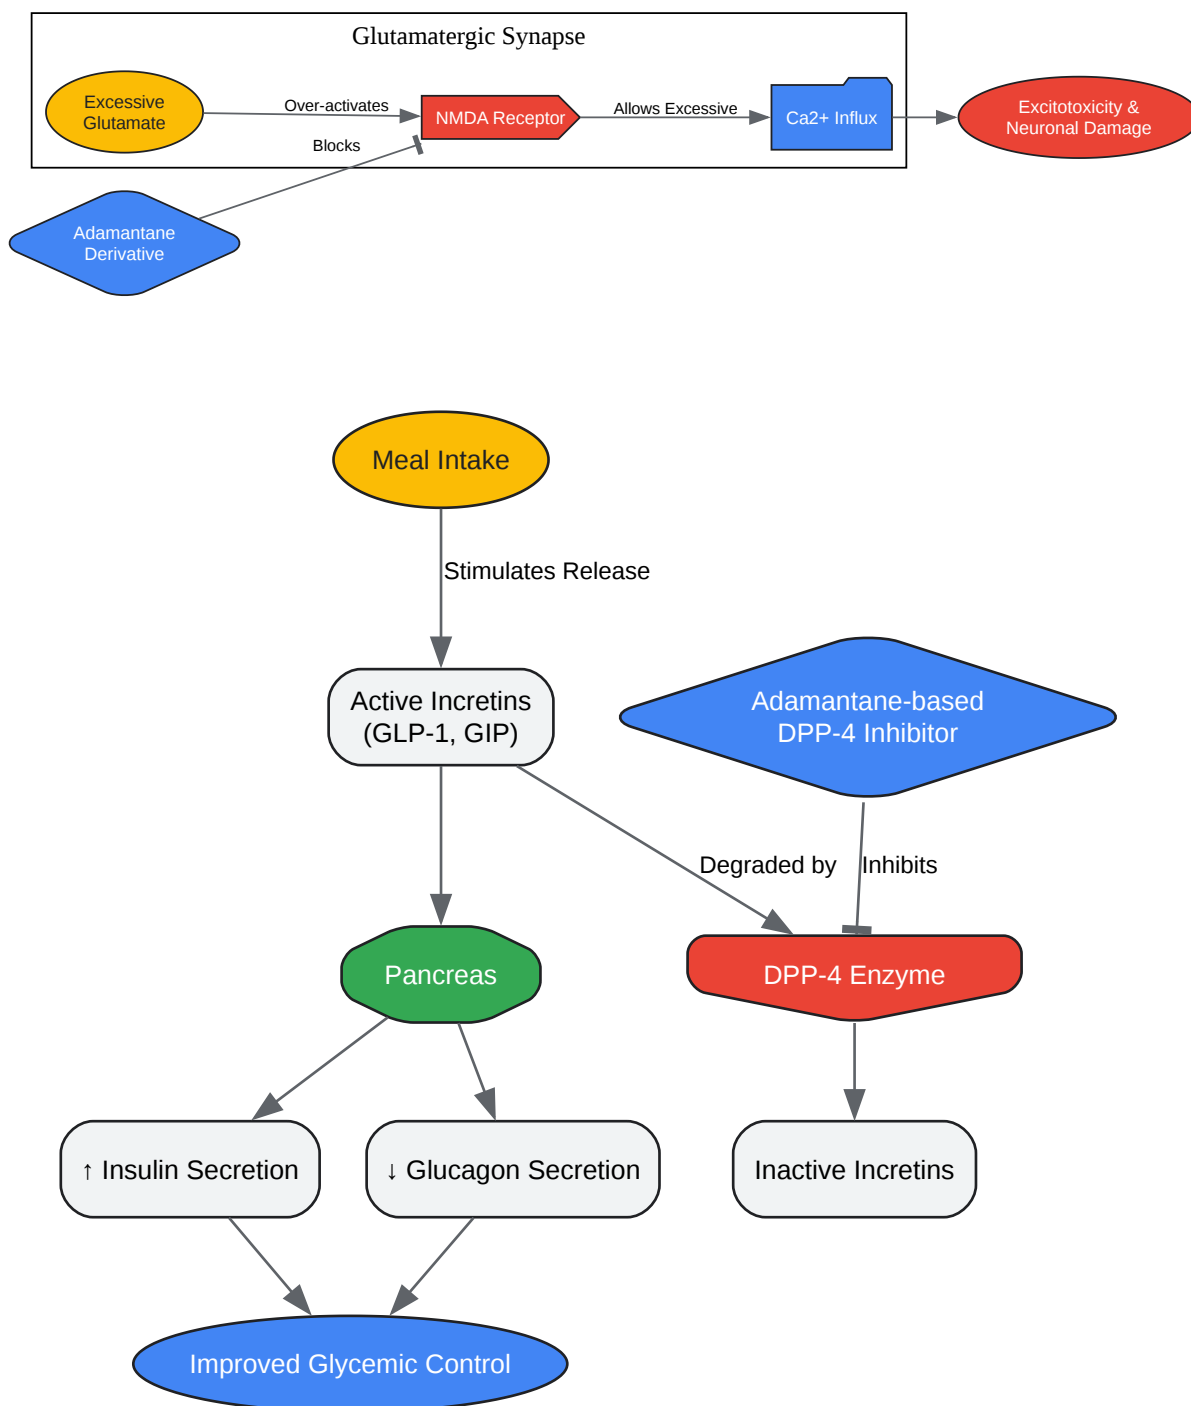 Glutamatergic Synapse
Excessive
Glutamate
Over-activates
NMDA Receptor
Allows Excessive
Ca2+ Influx
Excitotoxicity &
Neuronal Damage
Blocks
Adamantane
Derivative
Meal Intake
Stimulates Release
Active Incretins
(GLP-1, GIP)
Adamantane-based
DPP-4 Inhibitor
Degraded by
Inhibits
Pancreas
DPP-4 Enzyme
↑ Insulin Secretion
↓ Glucagon Secretion
Inactive Incretins
Improved Glycemic Control